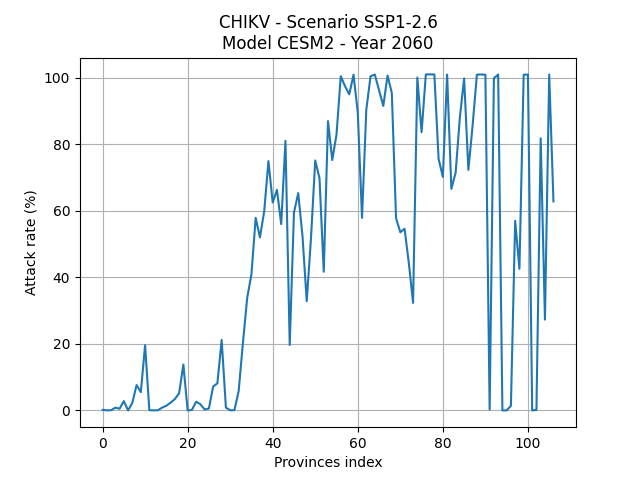 CHIKV - Scenario SSP1-2.6
Model CESM2 - Year 2060
100
80
60
40
20
0
Attack rate (%)
0 20 40 60 80 100
Provinces index